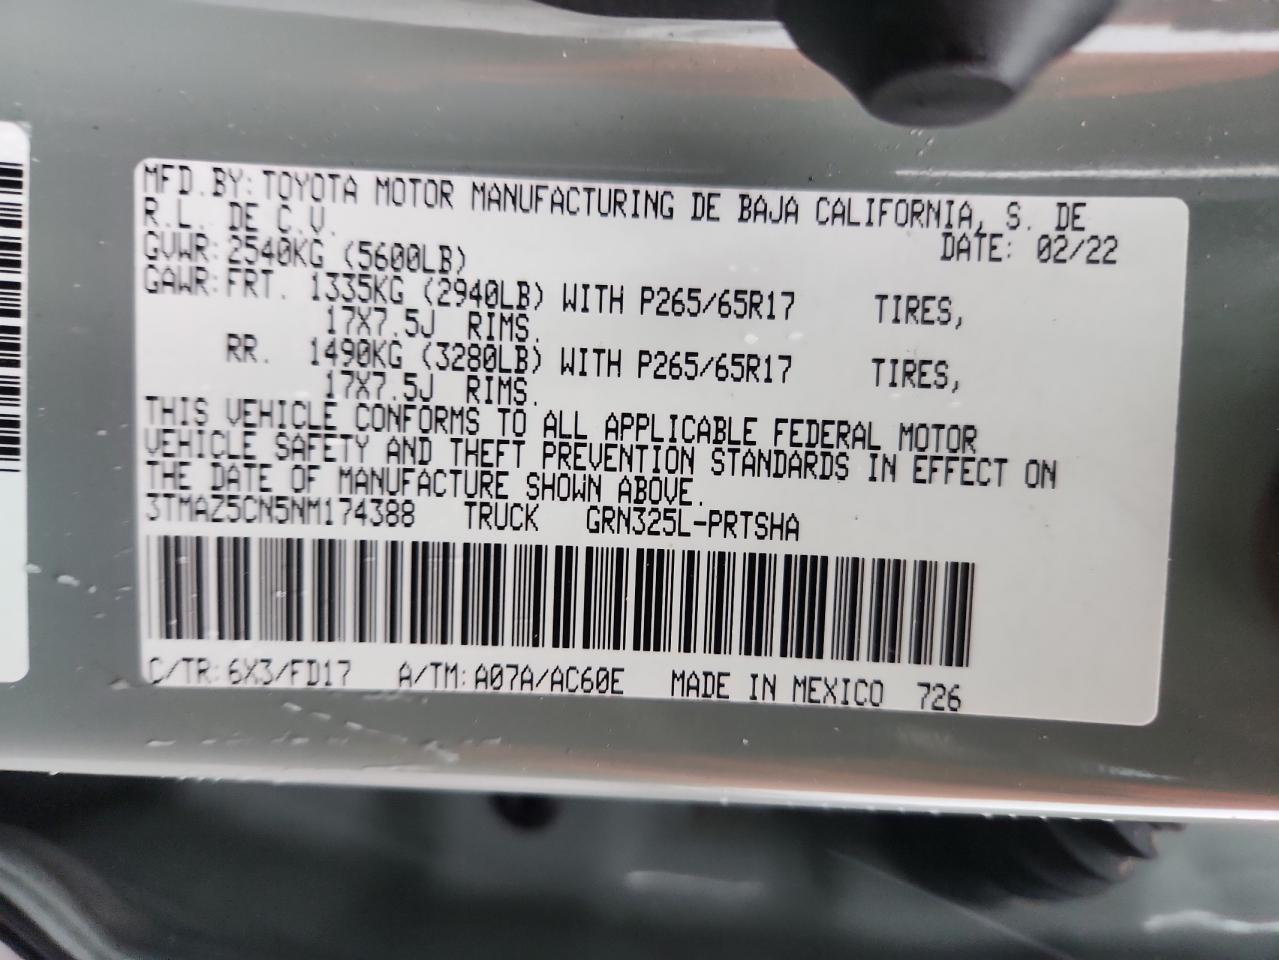 MFD.BY: TOYOTA MOTOR MANUFACTURING DE BAJA CALIFORNIA, S. DE
R.L. DE C.V. DATE: 02/22
GVWR: 2540KG (5600LB)
GAWR: FRT. 1335KG (2940LB) WITH P265/65R17 TIRES,
17X7.5J RIMS.
RR. 1490KG (3280LB) WITH P265/65R17 TIRES,
17X7.5J RIMS.
THIS VEHICLE CONFORMS TO ALL APPLICABLE FEDERAL MOTOR
VEHICLE SAFETY AND THEFT PREVENTION STANDARDS IN EFFECT ON
THE DATE OF MANUFACTURE SHOWN ABOVE.
3TMAZ5CN5NM174388 TRUCK GRN325L-PRTSHA
C/TR: 6X3/FD17 A/TM: A07A/AC60E MADE IN MEXICO 726